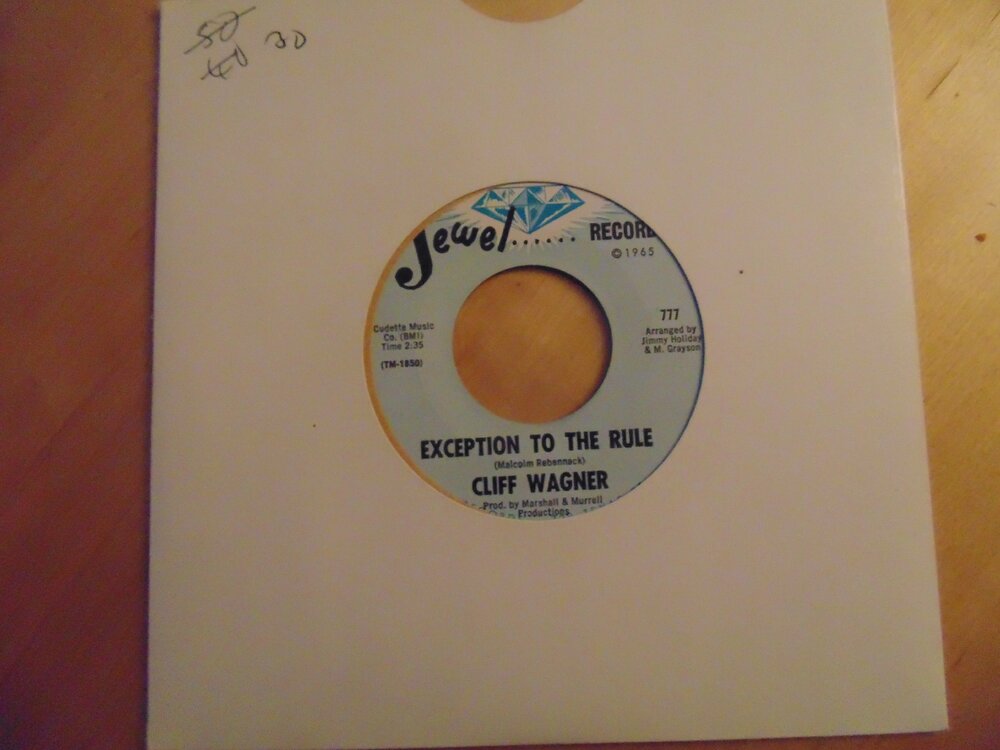 50 30
40
Jewel...... RECORD
©1965
Cudette Music
Co. (BMI)
Time 2:35
(TM-1850)
777
Arranged by
Jimmy Holiday
& M. Grayson
EXCEPTION TO THE RULE
(Malcolm Rebennack)
CLIFF WAGNER
Prod. by Marshall & Murrell
Productions